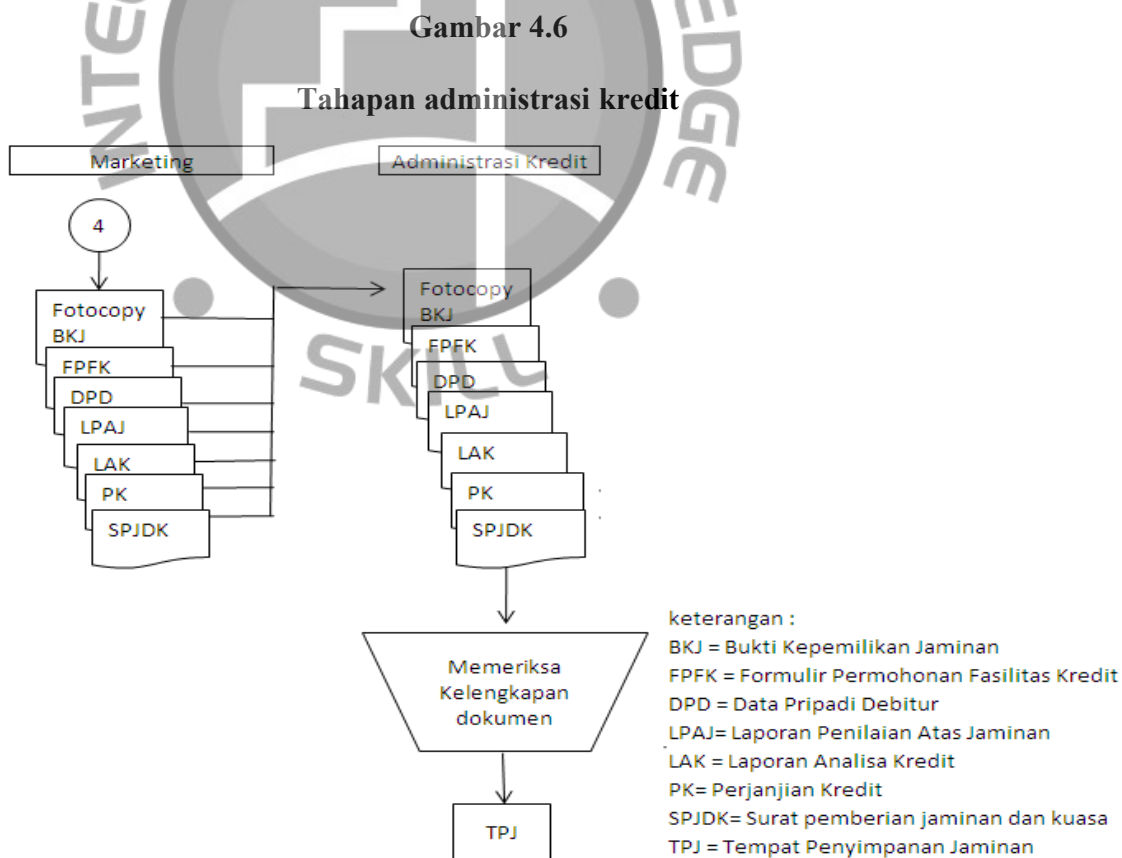 Gambar 4.6
Tahapan administrasi kredit
Marketing
Administrasi Kredit
4
Fotocopy
BKJ
FPFK
DPD
LPAJ
LAK
PK
SPJDK
Fotocopy
BKJ
FPFK
DPD
LPAJ
LAK
PK
SPJDK
Memeriksa
Kelengkapan
dokumen
TPJ
keterangan :
BKJ = Bukti Kepemilikan Jaminan
FPFK = Formulir Permohonan Fasilitas Kredit
DPD = Data Pripadi Debitur
LPAJ= Laporan Penilaian Atas Jaminan
LAK = Laporan Analisa Kredit
PK= Perjanjian Kredit
SPJDK= Surat pemberian jaminan dan kuasa
TPJ = Tempat Penyimpanan Jaminan
SKILL